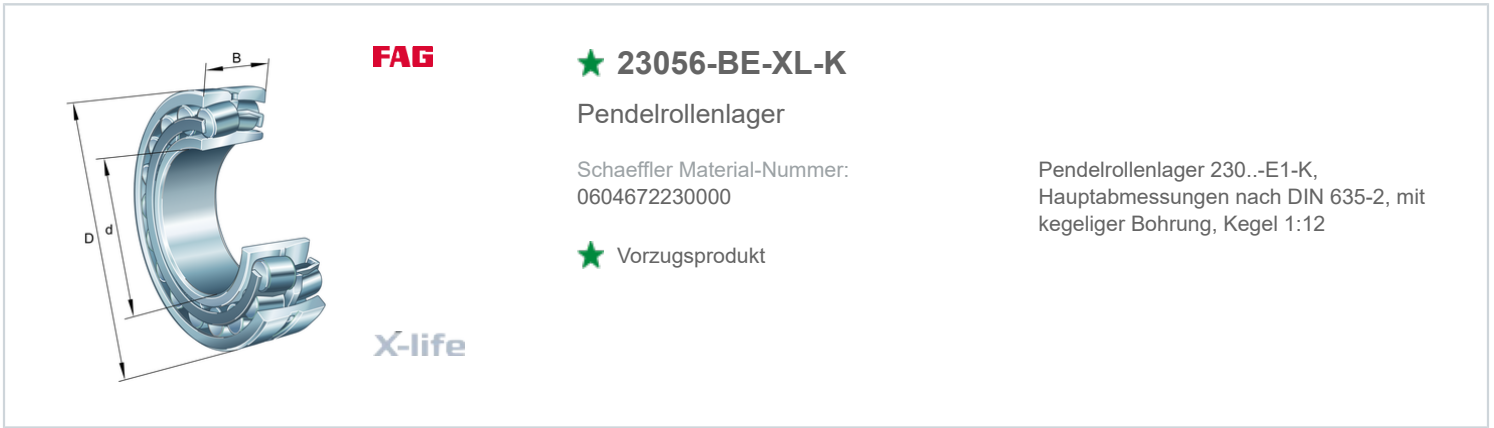 B
D
d
FAG
X-life
23056-BE-XL-K
Pendelrollenlager
Schaeffler Material-Nummer:
0604672230000
Vorzugsprodukt
Pendelrollenlager 230..-E1-K,
Hauptabmessungen nach DIN 635-2, mit
kegeliger Bohrung, Kegel 1:12